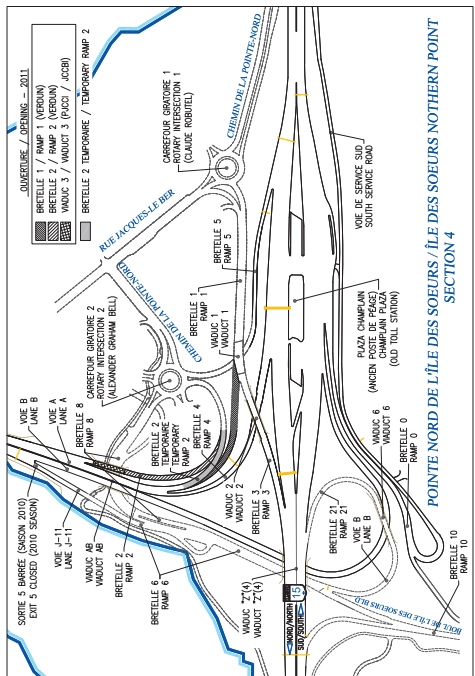 OUVERTURE / OPENING - 2011
BRETELLE 1 / RAMP 1 (VERDUN)
BRETELLE 2 / RAMP 2 (VERDUN)
VIADUC 3 / VIADUCT 3 (PJCCI / JCCBI)
BRETELLE 2 TEMPORAIRE / TEMPORARY RAMP 2
SORTIE 5 BARRÉE (SAISON 2010)
EXIT 5 CLOSED (2010 SEASON)
VOIE B
LANE B
VOIE A
LANE A
VOIE J-11
LANE J-11
VIADUC AB
VIADUCT AB
BRETELLE 2
RAMP 2
BRETELLE 6
RAMP 6
BRETELLE 8
RAMP 8
RUE JACQUES-LE BER
CHEMIN DE LA POINTE-NORD
CARREFOUR GIRATOIRE 2
ROTARY INTERSECTION 2
(ALEXANDER GRAHAM BELL)
CARREFOUR GIRATOIRE 1
ROTARY INTERSECTION 1
(CLAUDE ROBUTEL)
CHEMIN DE LA POINTE-NORD
BRETELLE 2
TEMPORAIRE
TEMPORARY
RAMP 2
BRETELLE 4
RAMP 4
VIADUC 2
VIADUCT 2
BRETELLE 3
RAMP 3
VIADUC 1
VIADUCT 1
BRETELLE 1
RAMP 1
BRETELLE 5
RAMP 5
VIADUC "Z"(4)
VIADUCT "Z"(4)
NORD/NORTH
15
SUD/SOUTH
BRETELLE 21
RAMP 21
VOIE B
LANE B
PLAZA CHAMPLAIN
(ANCIEN POSTE DE PÉAGE)
CHAMPLAIN PLAZA
(OLD TOLL STATION)
VOIE DE SERVICE SUD
SOUTH SERVICE ROAD
VIADUC 6
VIADUCT 6
BRETELLE 0
RAMP 0
BRETELLE 10
RAMP 10
BOUL DE L'ÎLE DES SOEURS BLD
POINTE NORD DE L'ÎLE DES SOEURS / ÎLE DES SOEURS NOTHERN POINT
SECTION 4